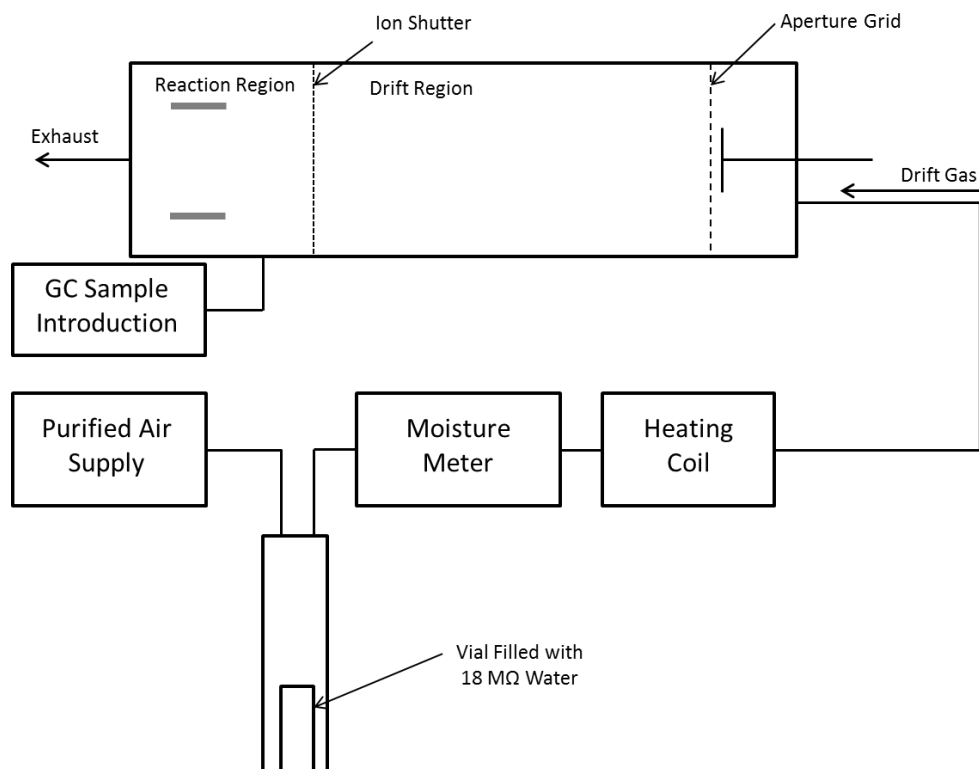 Ion Shutter
Aperture Grid
Reaction Region
Drift Region
Exhaust
Drift Gas
GC Sample
Introduction
Purified Air
Supply
Moisture
Meter
Heating
Coil
Vial Filled with
18 MΩ Water